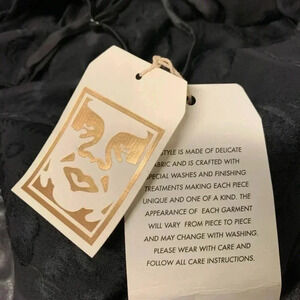 STYLE IS MADE OF DELICATE
FABRIC AND IS CRAFTED WITH
SPECIAL WASHES AND FINISHING
TREATMENTS MAKING EACH PIECE
UNIQUE AND ONE OF A KIND. THE
APPEARANCE OF EACH GARMENT
WILL VARY FROM PIECE TO PIECE
AND MAY CHANGE WITH WASHING.
PLEASE WEAR WITH CARE AND
FOLLOW ALL CARE INSTRUCTIONS.